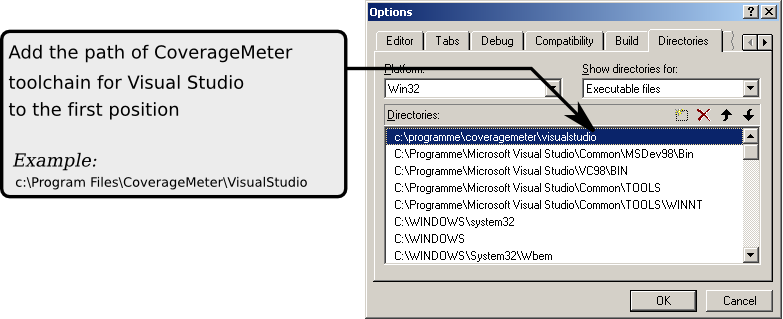 Add the path of CoverageMeter
toolchain for Visual Studio
to the first position
Example:
c:\Program Files\CoverageMeter\VisualStudio
Options
Editor Tabs Debug Compatibility Build Directories
Platform: Show directories for:
Win32 Executable files
Directories:
c:\programme\coveragemeter\visualstudio
C:\Programme\Microsoft Visual Studio\Common\MSDev98\Bin
C:\Programme\Microsoft Visual Studio\VC98\BIN
C:\Programme\Microsoft Visual Studio\Common\TOOLS
C:\Programme\Microsoft Visual Studio\Common\TOOLS\WINNT
C:\WINDOWS\system32
C:\WINDOWS
C:\WINDOWS\System32\Wbem
OK Cancel